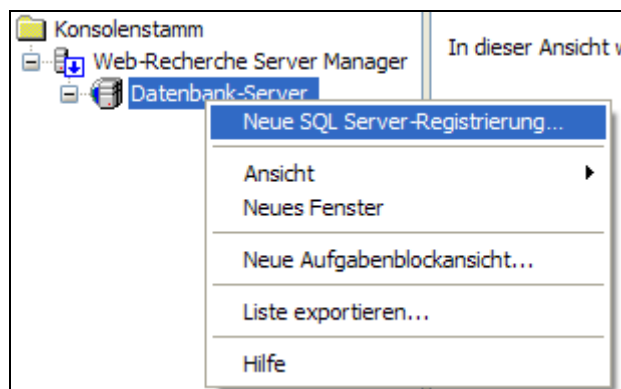 Konsolenstamm
Web-Recherche Server Manager
In dieser Ansicht
Datenbank-Server
Neue SQL Server-Registrierung...
Ansicht
Neues Fenster
Neue Aufgabenblockansicht...
Liste exportieren...
Hilfe